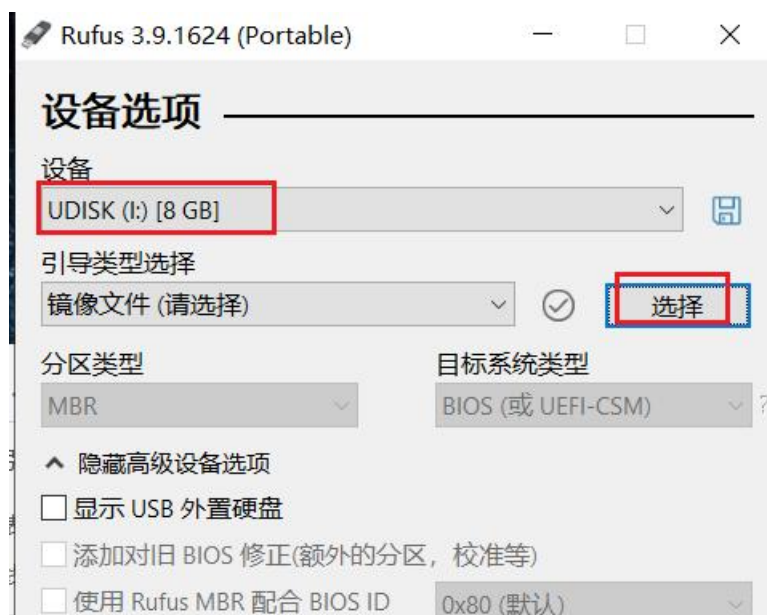 Rufus 3.9.1624 (Portable)
设备选项
设备
UDISK (I:) [8 GB]
引导类型选择
镜像文件 (请选择)
选择
分区类型
目标系统类型
MBR
BIOS (或 UEFI-CSM)
?
隐藏高级设备选项
显示 USB 外置硬盘
添加对旧 BIOS 修正(额外的分区，校准等)
使用 Rufus MBR 配合 BIOS ID
0x80 (默认)